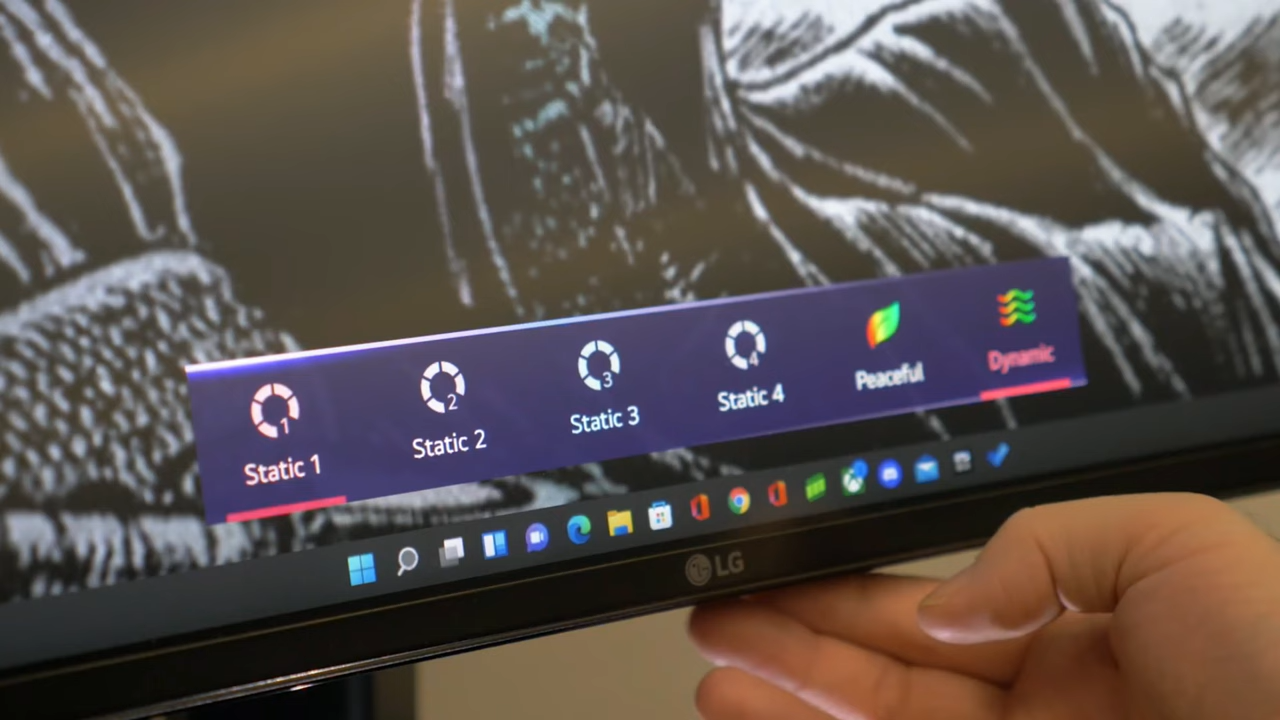 1
Static 1
2
Static 2
3
Static 3
4
Static 4
Peaceful
Dynamic
LG